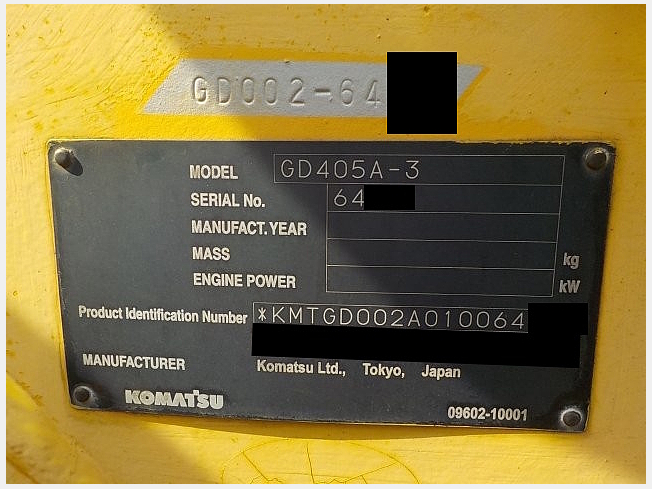 GD002-64
MODEL GD405A-3
SERIAL No. 64
MANUFACT. YEAR
MASS kg
ENGINE POWER kW
Product Identification Number *KMTGD002A010064
MANUFACTURER Komatsu Ltd., Tokyo, Japan
KOMATSU 09602-10001